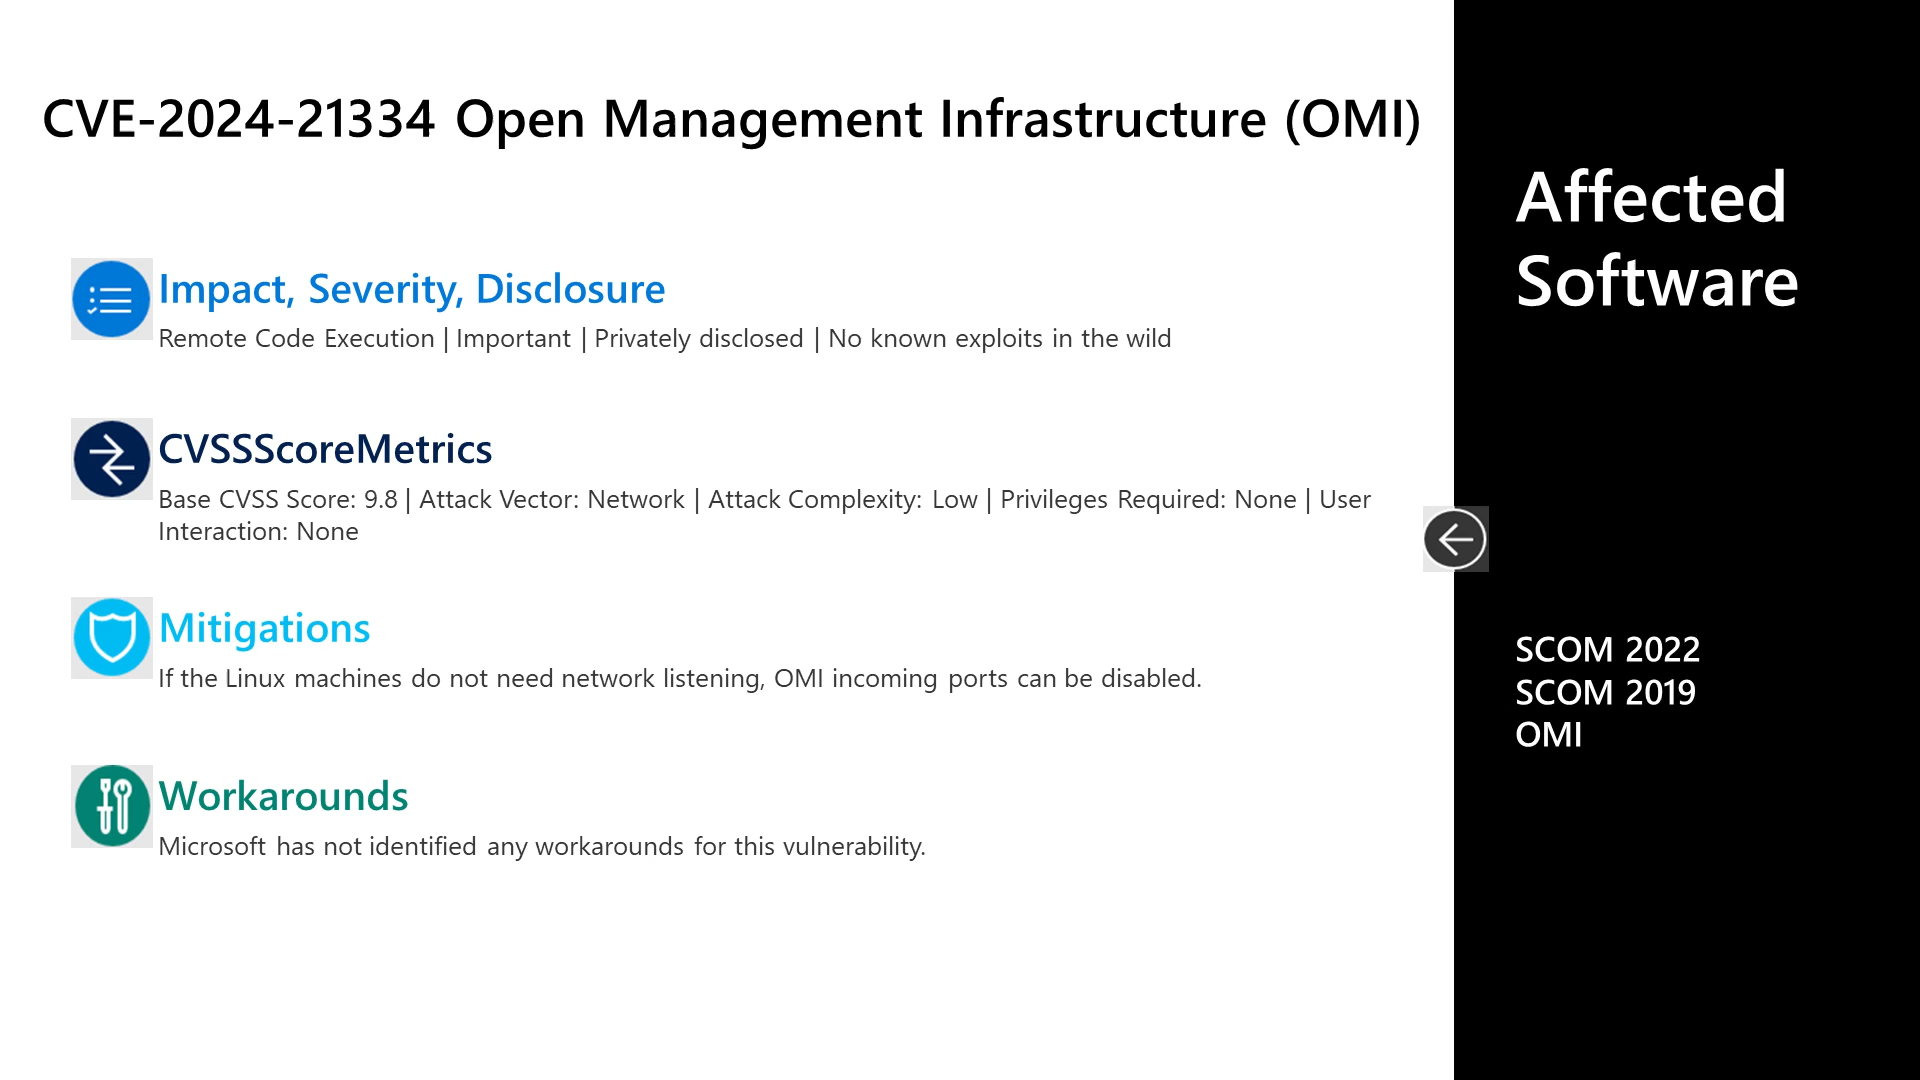 CVE-2024-21334 Open Management Infrastructure (OMI)
Impact, Severity, Disclosure
Remote Code Execution | Important | Privately disclosed | No known exploits in the wild
CVSSScoreMetrics
Base CVSS Score: 9.8 | Attack Vector: Network | Attack Complexity: Low | Privileges Required: None | User
Interaction: None
Mitigations
If the Linux machines do not need network listening, OMI incoming ports can be disabled.
Workarounds
Microsoft has not identified any workarounds for this vulnerability.
Affected
Software
SCOM 2022
SCOM 2019
OMI